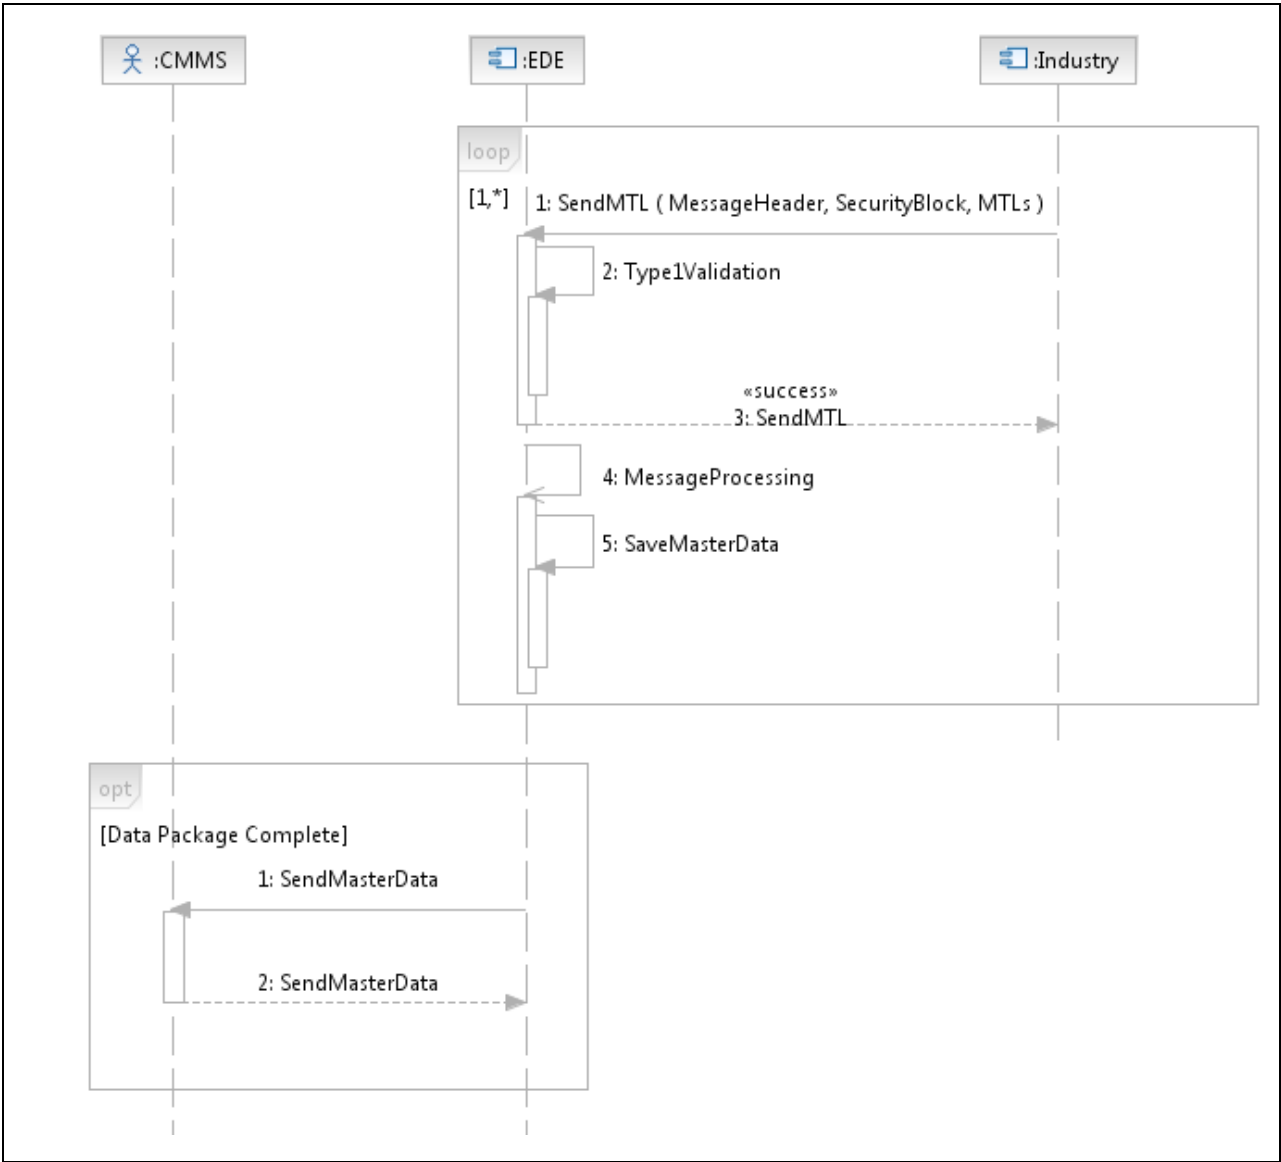 :CMMS
:EDE
:Industry
loop
[1,*]
1: SendMTL ( MessageHeader, SecurityBlock, MTLs )
2: Type1Validation
«success»
3: SendMTL
4: MessageProcessing
5: SaveMasterData
opt
[Data Package Complete]
1: SendMasterData
2: SendMasterData